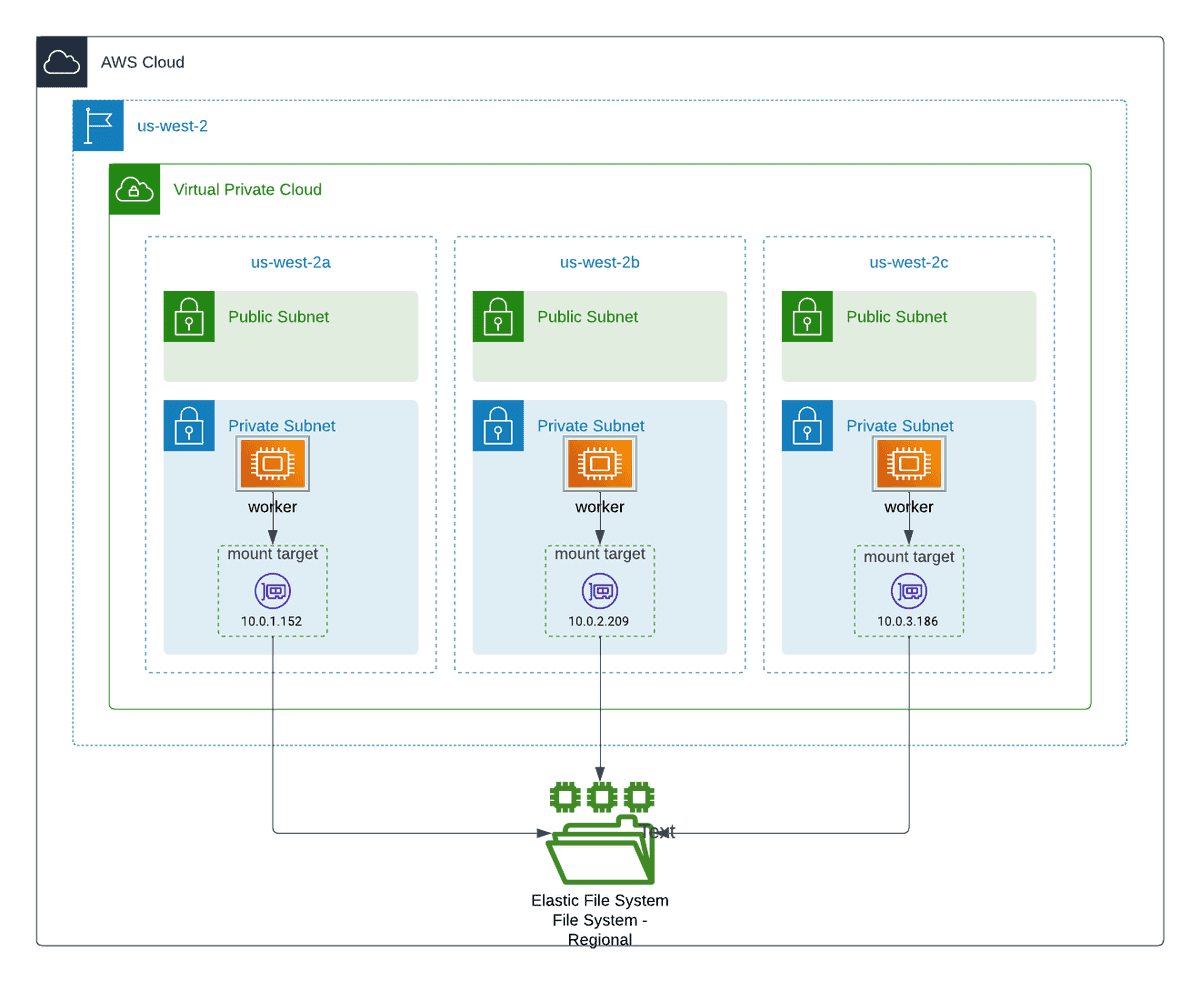 AWS Cloud
us-west-2
Virtual Private Cloud
us-west-2a
us-west-2b
us-west-2c
Public Subnet
Public Subnet
Public Subnet
Private Subnet
Private Subnet
Private Subnet
worker
worker
worker
mount target
mount target
mount target
10.0.1.152
10.0.2.209
10.0.3.186
Text
Elastic File System
File System -
Regional